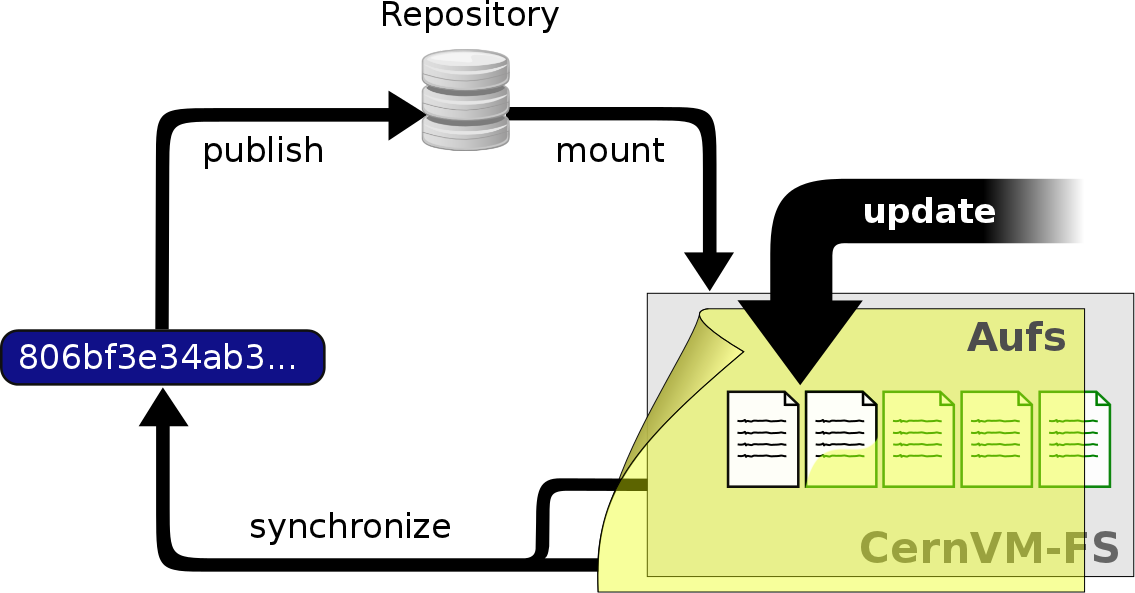 Repository
publish
mount
update
Aufs
806bf3e34ab3...
synchronize
CernVM-FS